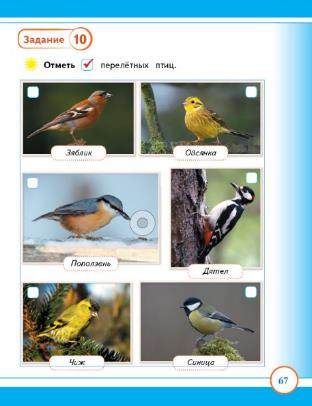 Задание 10
Отметь перелётных птиц.
Зяблик
Овсянка
Поползень
Дятел
Чиж
Синица
67